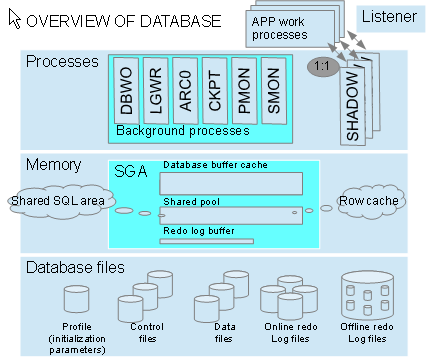 OVERVIEW OF DATABASE
APP work
processes
Listener
Processes
DBWO
LGWR
ARC0
CKPT
PMON
SMON
Background processes
1:1
SHADOW
Memory
SGA
Database buffer cache
Shared SQL area
Shared pool
Row cache
Redo log buffer
Database files
Profile
(initialization
parameters)
Control
files
Data
files
Online redo
Log files
Offline redo
Log files